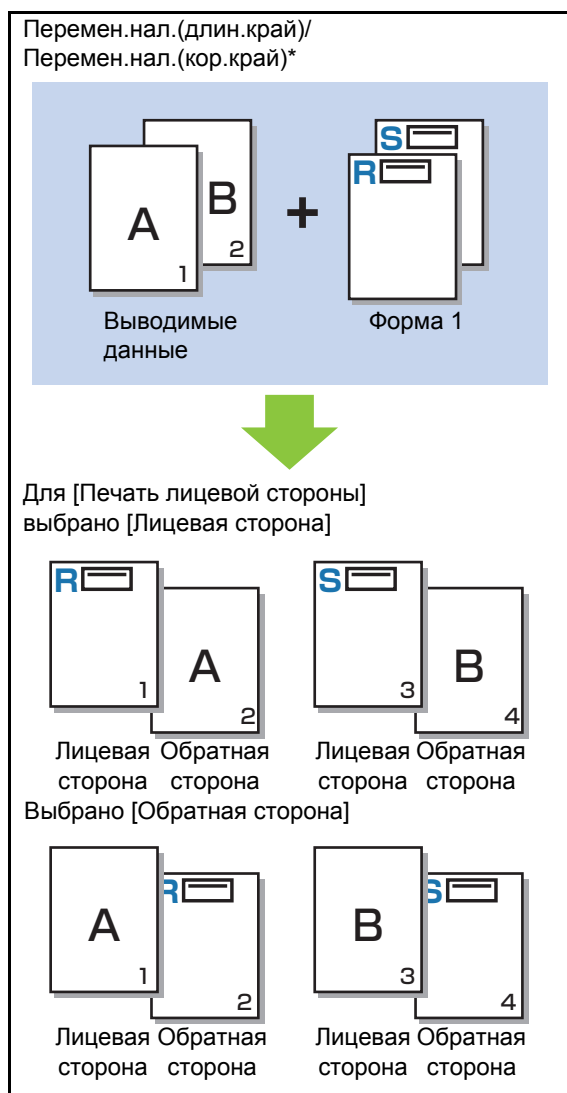 Перемен.нал.(длин.край)/
Перемен.нал.(кор.край)*
A
1
B
2
+
R
S
Выводимые
данные
Форма 1
Для [Печать лицевой стороны]
выбрано [Лицевая сторона]
R
1
A
2
S
3
B
4
Лицевая Обратная
сторона сторона
Лицевая Обратная
сторона сторона
Выбрано [Обратная сторона]
A
1
R
2
B
3
S
4
Лицевая Обратная
сторона сторона
Лицевая Обратная
сторона сторона